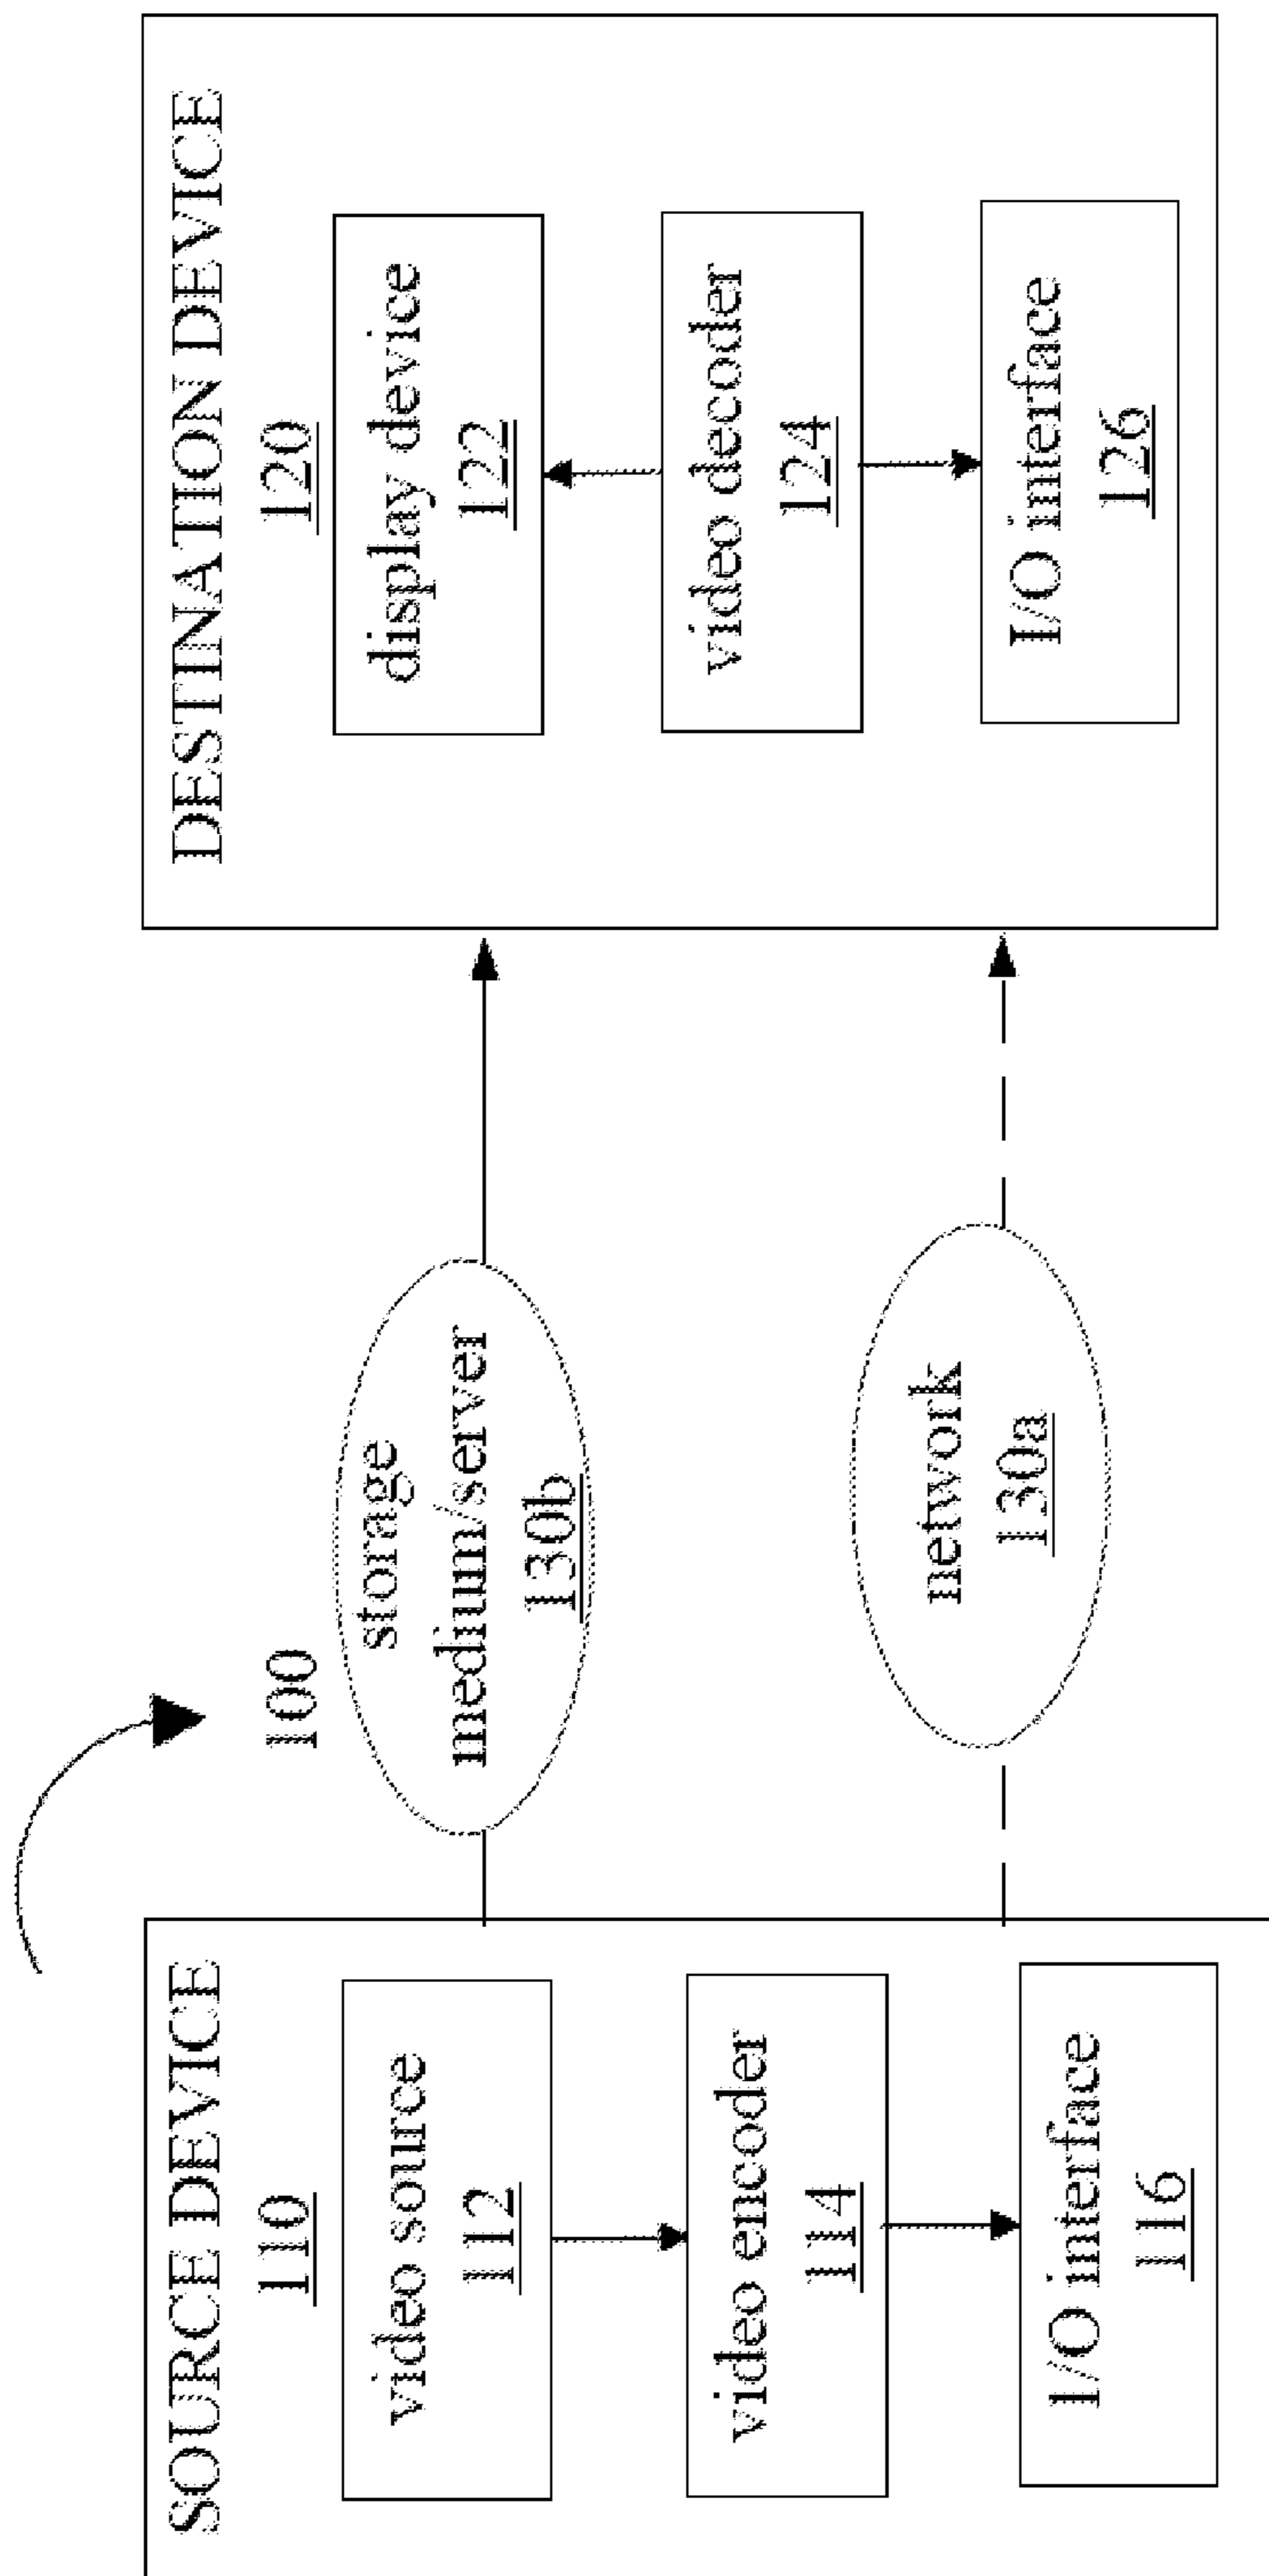 100
SOURCE DEVICE
110
video source
112
video encoder
114
I/O interface
116
storage
medium/server
130b
network
130a
DESTINATION DEVICE
120
display device
122
video decoder
124
I/O interface
126